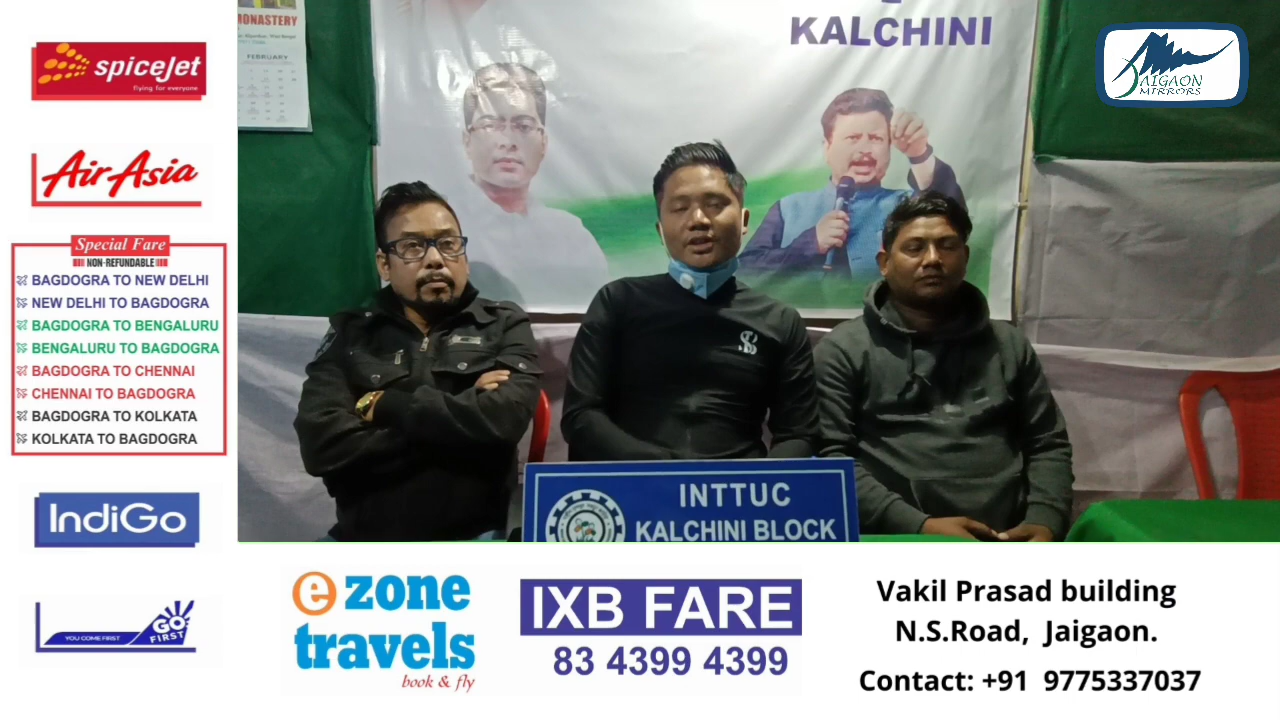 spiceJet
flying for everyone
AirAsia
Special Fare
NON-REFUNDABLE
BAGDOGRA TO NEW DELHI
NEW DELHI TO BAGDOGRA
BAGDOGRA TO BENGALURU
BENGALURU TO BAGDOGRA
BAGDOGRA TO CHENNAI
CHENNAI TO BAGDOGRA
BAGDOGRA TO KOLKATA
KOLKATA TO BAGDOGRA
IndiGo
YOU COME FIRST
GO
FIRST
MONASTERY
FEBRUARY
KALCHINI
JAIGAON
MIRRORS
INTTUC
KALCHINI BLOCK
e zone
travels
book & fly
IXB FARE
83 4399 4399
Vakil Prasad building
N.S.Road, Jaigaon.
Contact: +91 9775337037